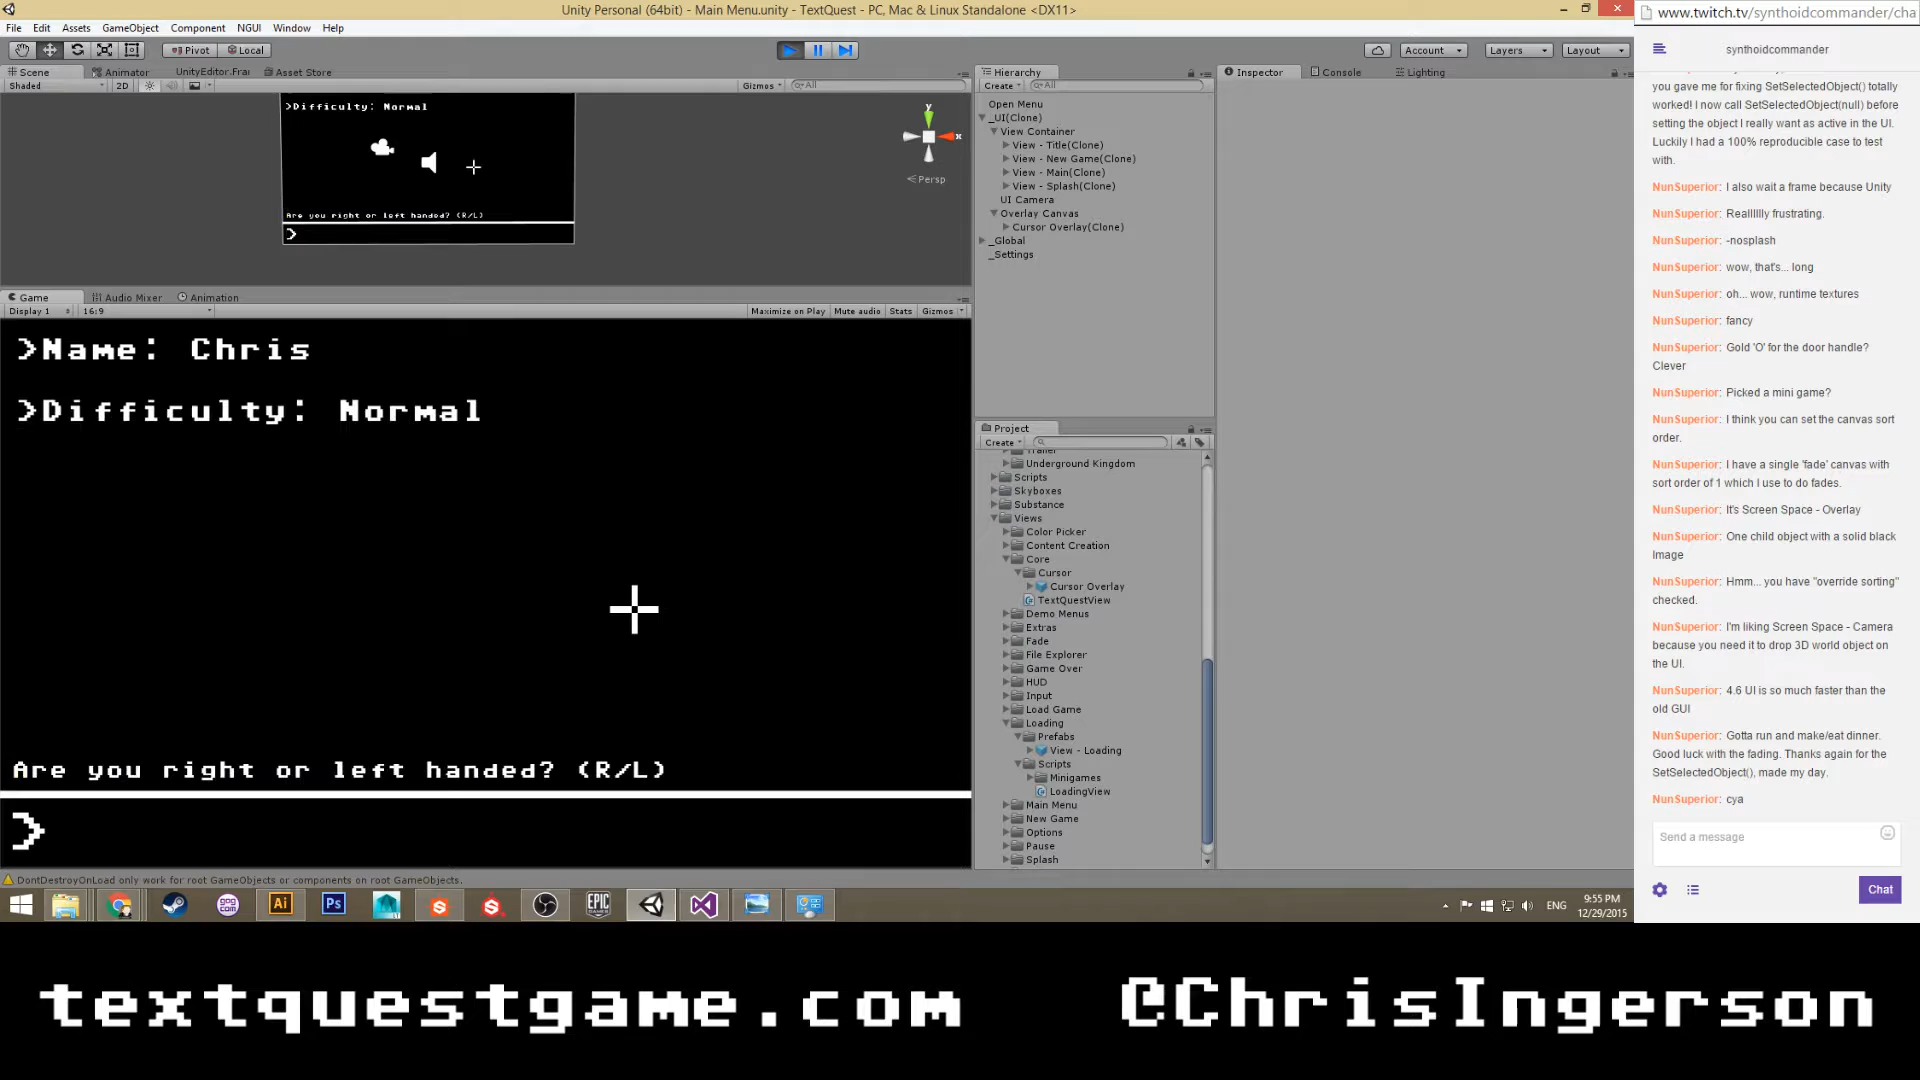 Unity Personal (64bit) - Main Menu.unity - TextQuest - PC, Mac & Linux Standalone <DX11>
www.twitch.tv/synthoidcommander/cha
File Edit Assets GameObject Component NGUI Window Help
Pivot Local
Account Layers Layout
synthoidcommander
Scene Animator UnityEditor.Fra Asset Store
Shaded 2D Gizmos All
>Difficulty: Normal
y
x
Persp
Are you right or left handed? (R/L)
>
Hierarchy
Create All
Open Menu
_UI(Clone)
View Container
View - Title(Clone)
View - New Game(Clone)
View - Main(Clone)
View - Splash(Clone)
UI Camera
Overlay Canvas
Cursor Overlay(Clone)
_Global
_Settings
Inspector Console Lighting
Game Audio Mixer Animation
Display 1 16:9 Maximize on Play Mute audio Stats Gizmos
>Name: Chris
>Difficulty: Normal
Are you right or left handed? (R/L)
>
Project
Create
Trailer
Underground Kingdom
Scripts
Skyboxes
Substance
Views
Color Picker
Content Creation
Core
Cursor
Cursor Overlay
TextQuestView
Demo Menus
Extras
Fade
File Explorer
Game Over
HUD
Input
Load Game
Loading
Prefabs
View - Loading
Scripts
Minigames
LoadingView
Main Menu
New Game
Options
Pause
Splash
you gave me for fixing SetSelectedObject() totally
worked! I now call SetSelectedObject(null) before
setting the object I really want as active in the UI.
Luckily I had a 100% reproducible case to test
with.
NunSuperior: I also wait a frame because Unity
NunSuperior: Realllllly frustrating.
NunSuperior: -nosplash
NunSuperior: wow, that's... long
NunSuperior: oh... wow, runtime textures
NunSuperior: fancy
NunSuperior: Gold 'O' for the door handle?
Clever
NunSuperior: Picked a mini game?
NunSuperior: I think you can set the canvas sort
order.
NunSuperior: I have a single 'fade' canvas with
sort order of 1 which I use to do fades.
NunSuperior: It's Screen Space - Overlay
NunSuperior: One child object with a solid black
Image
NunSuperior: Hmm... you have "override sorting"
checked.
NunSuperior: I'm liking Screen Space - Camera
because you need it to drop 3D world object on
the UI.
NunSuperior: 4.6 UI is so much faster than the
old GUI
NunSuperior: Gotta run and make/eat dinner.
Good luck with the fading. Thanks again for the
SetSelectedObject(), made my day.
NunSuperior: cya
Send a message
Chat
DontDestroyOnLoad only work for root GameObjects or components on root GameObjects.
gog.com Ai Ps EPIC GAMES
ENG
9:55 PM
12/29/2015
textquestgame.com @ChrisIngerson